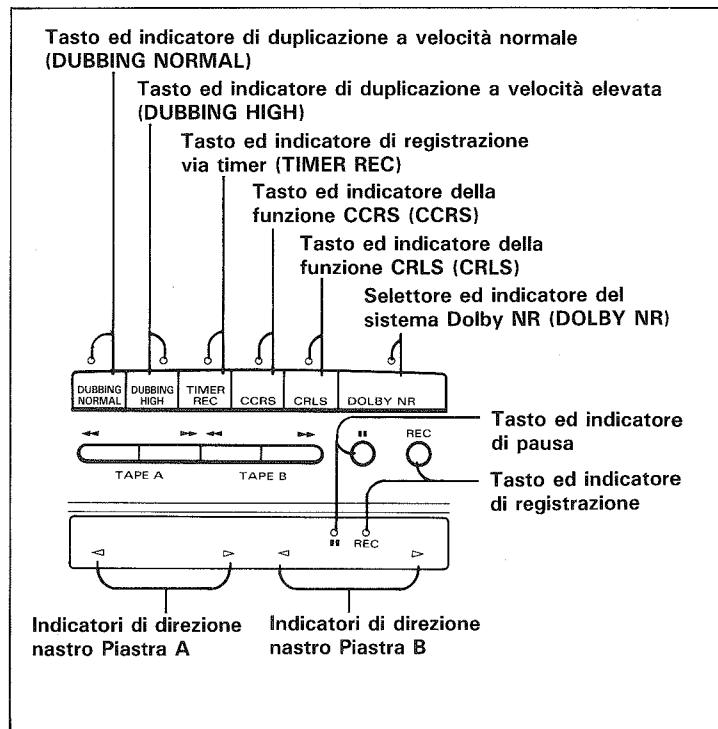 Tasto ed indicatore di duplicazione a velocità normale
(DUBBING NORMAL)
Tasto ed indicatore di duplicazione a velocità elevata
(DUBBING HIGH)
Tasto ed indicatore di registrazione
via timer (TIMER REC)
Tasto ed indicatore della
funzione CCRS (CCRS)
Tasto ed indicatore della
funzione CRLS (CRLS)
Selettore ed indicatore del
sistema Dolby NR (DOLBY NR)
DUBBING NORMAL
DUBBING HIGH
TIMER REC
CCRS
CRLS
DOLBY NR
Tasto ed indicatore
di pausa
REC
TAPE A
TAPE B
Tasto ed indicatore
di registrazione
REC
Indicatori di direzione
nastro Piastra A
Indicatori di direzione
nastro Piastra B